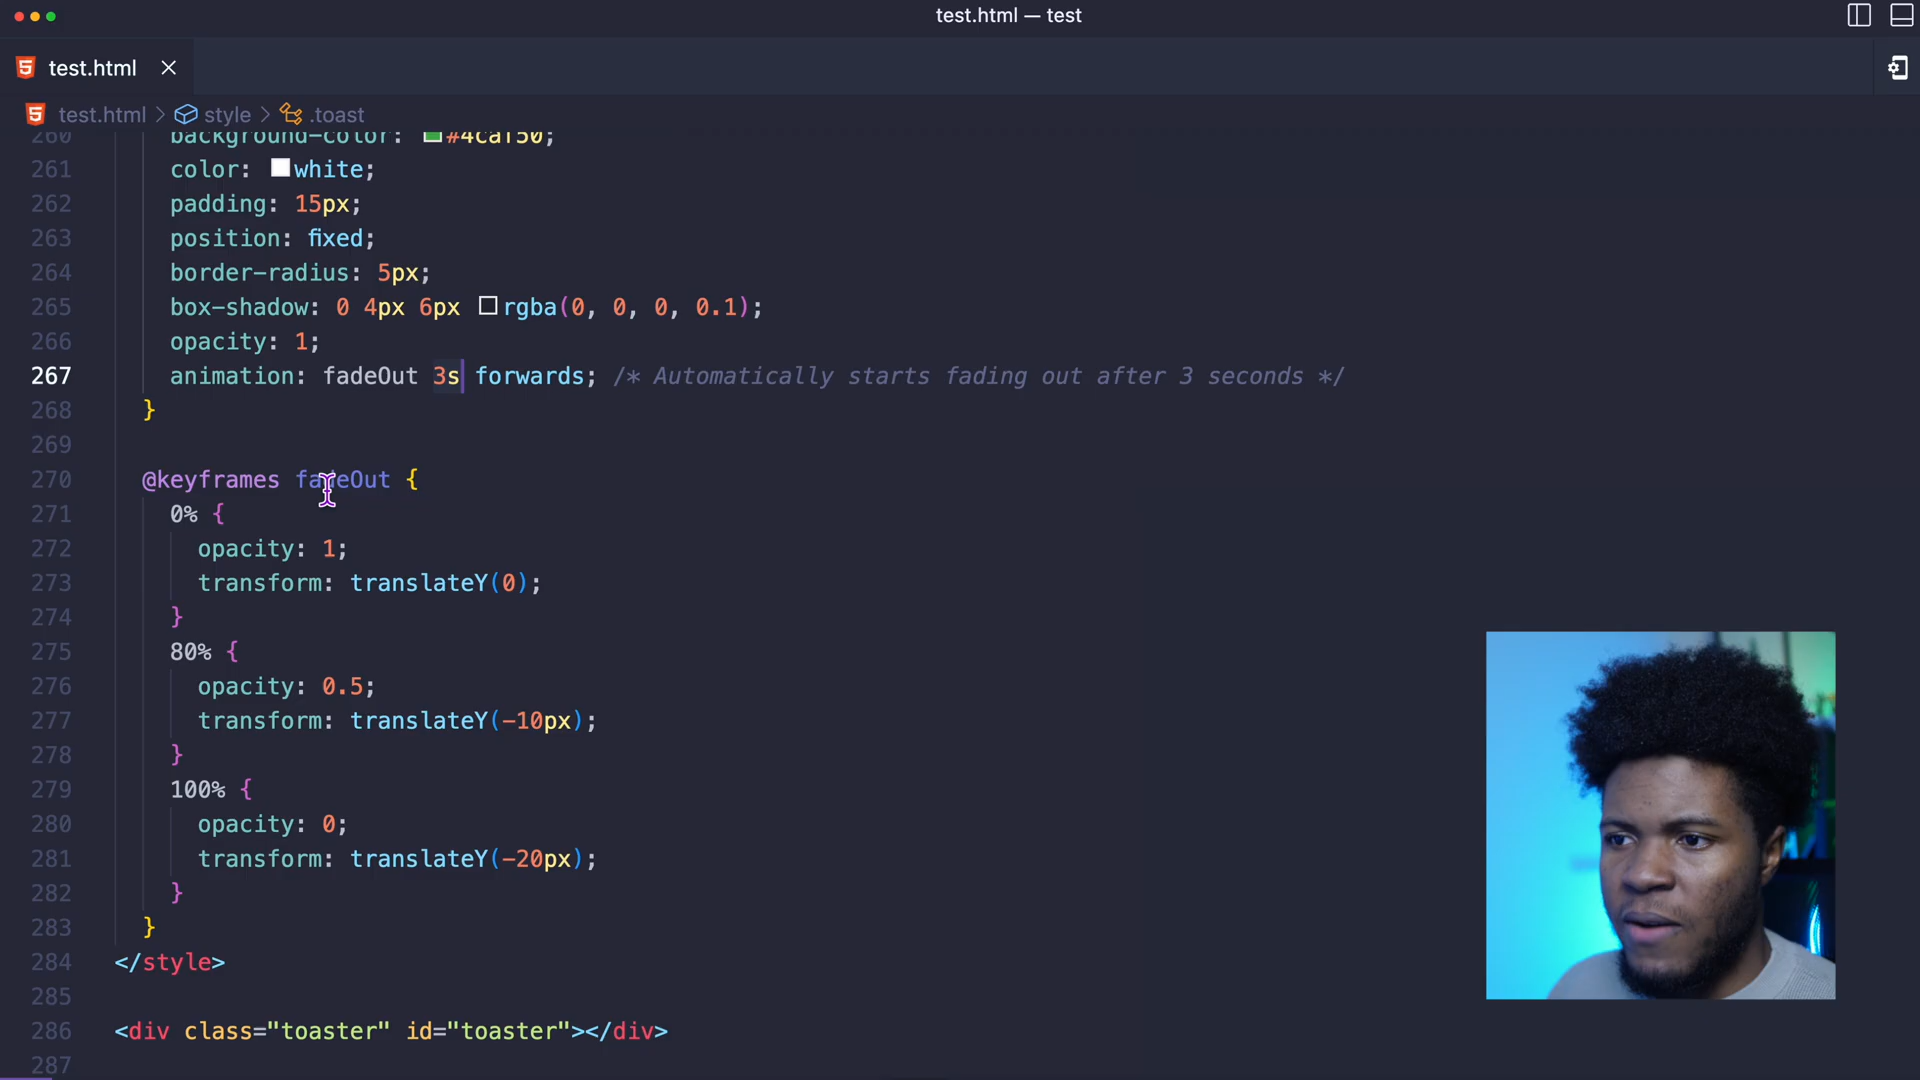 test.html — test
test.html
test.html > style > .toast
260 background-color: #4caf50;
261 color: white;
262 padding: 15px;
263 position: fixed;
264 border-radius: 5px;
265 box-shadow: 0 4px 6px rgba(0, 0, 0, 0.1);
266 opacity: 1;
267 animation: fadeOut 3s forwards; /* Automatically starts fading out after 3 seconds */
268 }
269
270 @keyframes fadeOut {
271 0% {
272 opacity: 1;
273 transform: translateY(0);
274 }
275 80% {
276 opacity: 0.5;
277 transform: translateY(-10px);
278 }
279 100% {
280 opacity: 0;
281 transform: translateY(-20px);
282 }
283 }
284 </style>
285
286 <div class="toaster" id="toaster"></div>
287